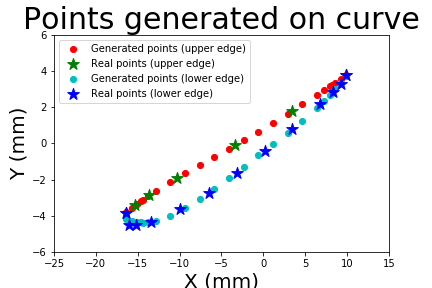 Points generated on curve
Generated points (upper edge)
Real points (upper edge)
Generated points (lower edge)
Real points (lower edge)
Y (mm)
6
4
2
0
−2
−4
−6
−25 −20 −15 −10 −5 0 5 10 15
X (mm)